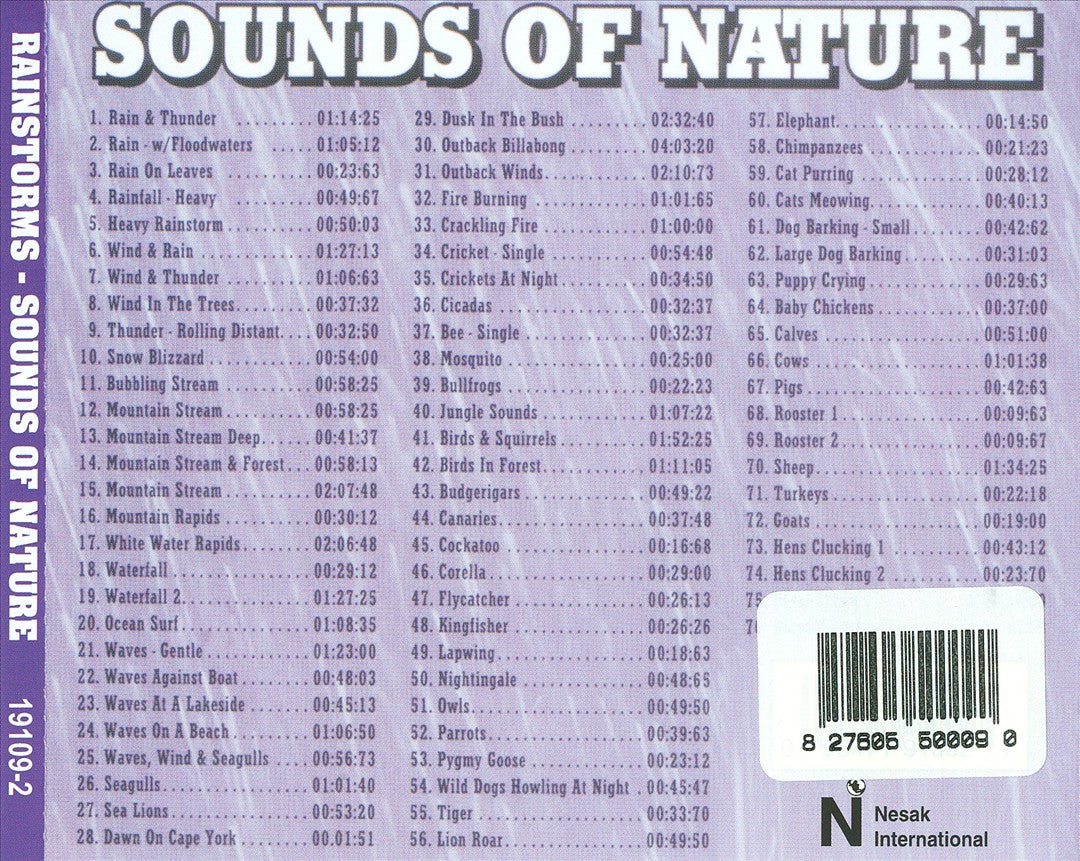 SOUNDS OF NATURE
RAINSTORMS - SOUNDS OF NATURE 19109-2
1. Rain & Thunder ......... 01:14:25
2. Rain - w/Floodwaters ..... 01:05:12
3. Rain On Leaves .......... 00:23:63
4. Rainfall - Heavy .......... 00:49:67
5. Heavy Rainstorm ......... 00:50:03
6. Wind & Rain ............. 01:27:13
7. Wind & Thunder .......... 01:06:63
8. Wind In The Trees......... 00:37:32
9. Thunder - Rolling Distant.... 00:32:50
10. Snow Blizzard ............ 00:54:00
11. Bubbling Stream .......... 00:58:25
12. Mountain Stream ......... 00:58:25
13. Mountain Stream Deep...... 00:41:37
14. Mountain Stream & Forest... 00:58:13
15. Mountain Stream ......... 02:07:48
16. Mountain Rapids .......... 00:30:12
17. White Water Rapids........ 02:06:48
18. Waterfall ................ 00:29:12
19. Waterfall 2............... 01:27:25
20. Ocean Surf............... 01:08:35
21. Waves - Gentle ........... 01:23:00
22. Waves Against Boat........ 00:48:03
23. Waves At A Lakeside ....... 00:45:13
24. Waves On A Beach ......... 01:06:50
25. Waves, Wind & Seagulls .... 00:56:73
26. Seagulls................. 01:01:40
27. Sea Lions................ 00:53:20
28. Dawn On Cape York ....... 00:01:51
29. Dusk In The Bush ......... 02:32:40
30. Outback Billabong ......... 04:03:20
31. Outback Winds............ 02:10:73
32. Fire Burning ............. 01:01:65
33. Crackling Fire ............ 01:00:00
34. Cricket - Single ........... 00:54:48
35. Crickets At Night.......... 00:34:50
36. Cicadas ................. 00:32:37
37. Bee - Single .............. 00:32:37
38. Mosquito ................ 00:25:00
39. Bullfrogs ................ 00:22:23
40. Jungle Sounds ............ 01:07:22
41. Birds & Squirrels .......... 01:52:25
42. Birds In Forest............ 01:11:05
43. Budgerigars .............. 00:49:22
44. Canaries................. 00:37:48
45. Cockatoo ................ 00:16:68
46. Corella.................. 00:29:00
47. Flycatcher ............... 00:26:13
48. Kingfisher ............... 00:26:26
49. Lapwing................. 00:18:63
50. Nightingale .............. 00:48:65
51. Owls.................... 00:49:50
52. Parrots.................. 00:39:63
53. Pygmy Goose ............. 00:23:12
54. Wild Dogs Howling At Night . 00:45:47
55. Tiger ................... 00:33:70
56. Lion Roar................ 00:49:50
57. Elephant................. 00:14:50
58. Chimpanzees ............. 00:21:23
59. Cat Purring .............. 00:28:12
60. Cats Meowing............. 00:40:13
61. Dog Barking - Small........ 00:42:62
62. Large Dog Barking......... 00:31:03
63. Puppy Crying............. 00:29:63
64. Baby Chickens ............ 00:37:00
65. Calves .................. 00:51:00
66. Cows ................... 01:01:38
67. Pigs .................... 00:42:63
68. Rooster 1 ................ 00:09:63
69. Rooster 2................ 00:09:67
70. Sheep................... 01:34:25
71. Turkeys ................. 00:22:18
72. Goats ................... 00:19:00
73. Hens Clucking 1 .......... 00:43:12
74. Hens Clucking 2 .......... 00:23:70
8 27605 50009 0
N
Nesak
International